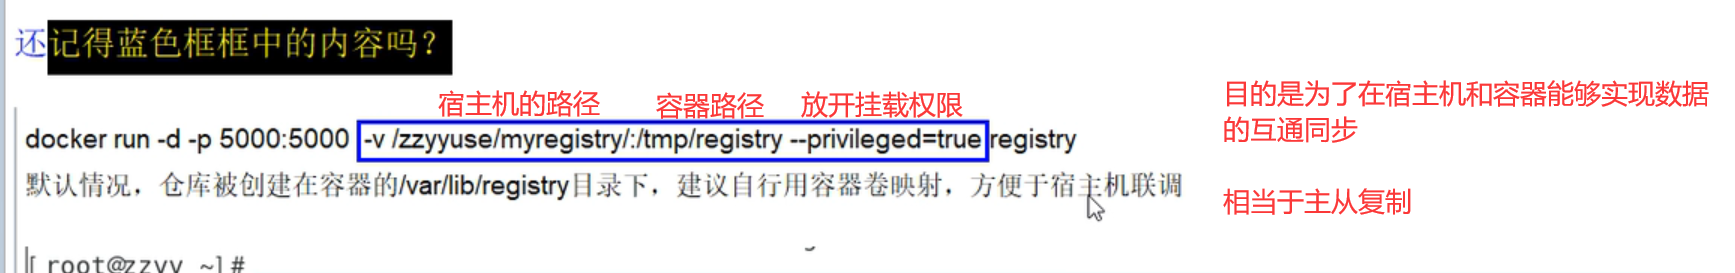 还记得蓝色框框中的内容吗？
宿主机的路径 容器路径 放开挂载权限
目的是为了在宿主机和容器能够实现数据
的互通同步
docker run -d -p 5000:5000 -v /zzyyuse/myregistry/:/tmp/registry --privileged=true registry
默认情况，仓库被创建在容器的/var/lib/registry目录下，建议自行用容器卷映射，方便于宿主机联调
相当于主从复制
[root@zzyy ~]#